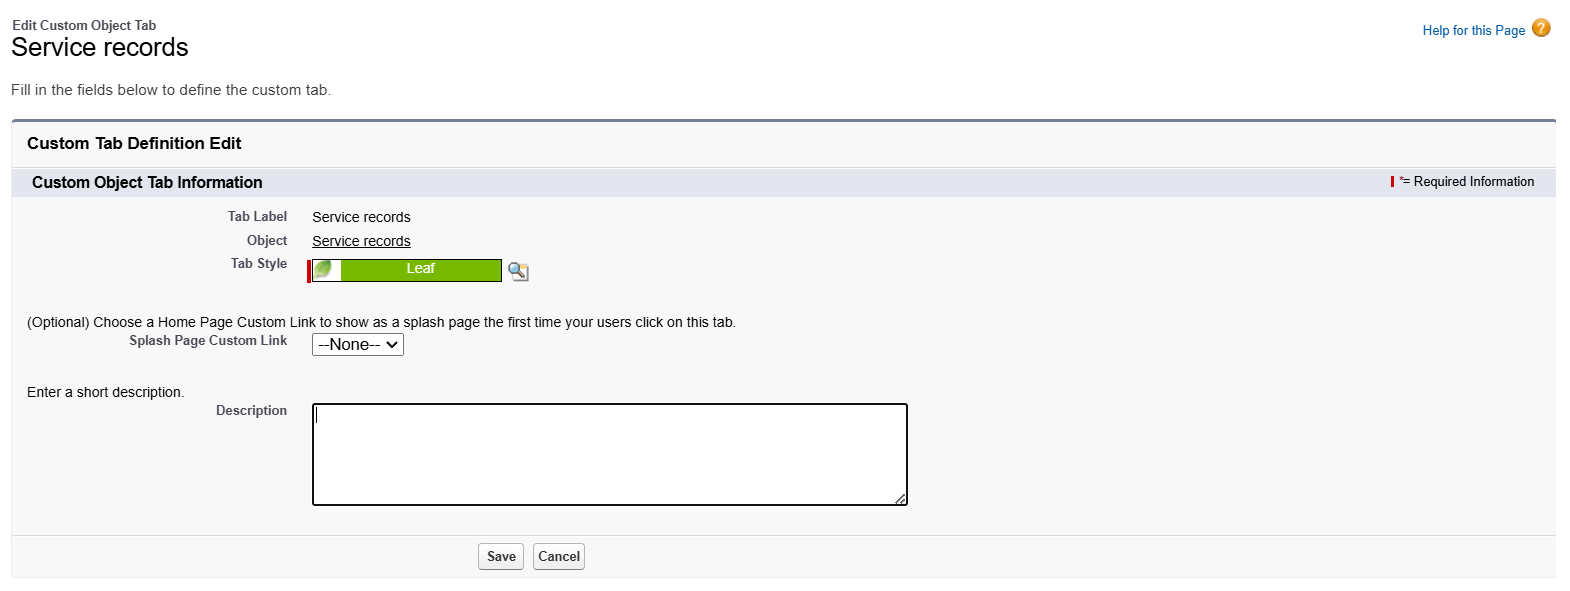 Edit Custom Object Tab
Service records
Help for this Page
?
Fill in the fields below to define the custom tab.
Custom Tab Definition Edit
Custom Object Tab Information
*= Required Information
Tab Label Service records
Object Service records
Tab Style Leaf
(Optional) Choose a Home Page Custom Link to show as a splash page the first time your users click on this tab.
Splash Page Custom Link --None--
Enter a short description.
Description
Save Cancel